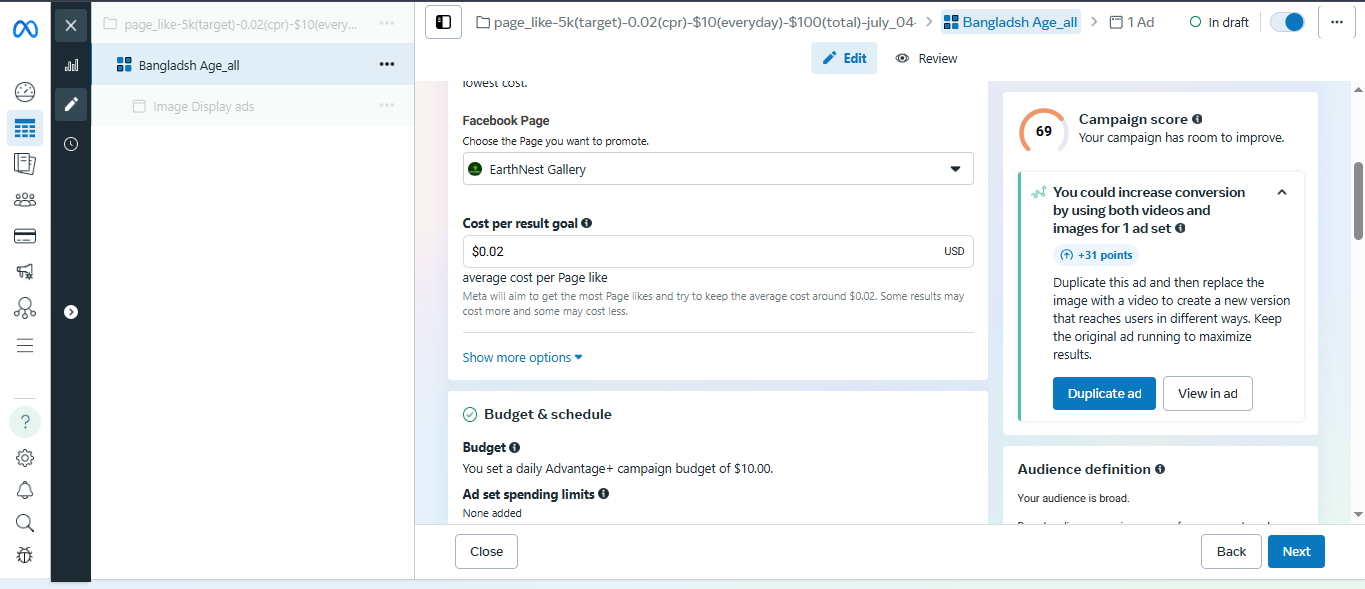 page_like-5k(target)-0.02(cpr)-$10(every...
Bangladsh Age_all
Image Display ads
page_like-5k(target)-0.02(cpr)-$10(everyday)-$100(total)-july_04-
Bangladsh Age_all
1 Ad
In draft
Edit
Review
lowest cost.
Facebook Page
Choose the Page you want to promote.
EarthNest Gallery
Cost per result goal
$0.02
USD
average cost per Page like
Meta will aim to get the most Page likes and try to keep the average cost around $0.02. Some results may
cost more and some may cost less.
Show more options
Budget & schedule
Budget
You set a daily Advantage+ campaign budget of $10.00.
Ad set spending limits
None added
69
Campaign score
Your campaign has room to improve.
You could increase conversion
by using both videos and
images for 1 ad set
+31 points
Duplicate this ad and then replace the
image with a video to create a new version
that reaches users in different ways. Keep
the original ad running to maximize
results.
Duplicate ad
View in ad
Audience definition
Your audience is broad.
Close
Back
Next